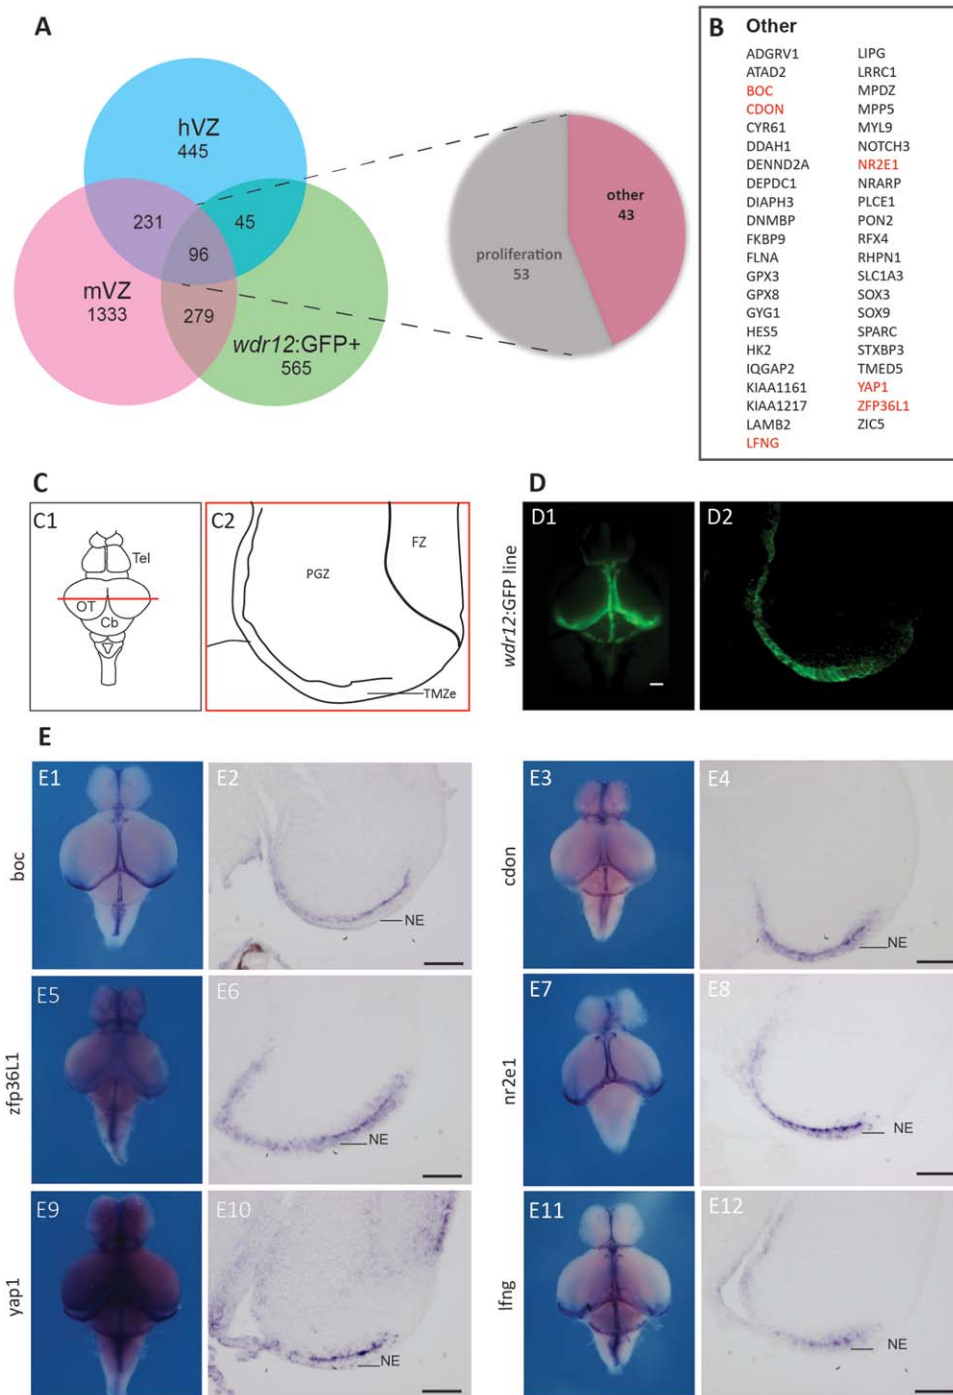 A
hVZ
445
231
45
96
mVZ
1333
279
wdr12:GFP+
565
other
43
proliferation
53
B Other
ADGRV1
ATAD2
BOC
CDON
CYR61
DDAH1
DENND2A
DEPDC1
DIAPH3
DNMBP
FKBP9
FLNA
GPX3
GPX8
GYG1
HES5
HK2
IQGAP2
KIAA1161
KIAA1217
LAMB2
LFNG
LIPG
LRRC1
MPDZ
MPP5
MYL9
NOTCH3
NR2E1
NRARP
PLCE1
PON2
RFX4
RHPN1
SLC1A3
SOX3
SOX9
SPARC
STXBP3
TMED5
YAP1
ZFP36L1
ZIC5
C
C1
Tel
OT
Cb
C2
FZ
PGZ
TMZe
D
wdr12:GFP line
D1
D2
E
boc
E1
E2
NE
cdon
E3
E4
NE
zfp36L1
E5
E6
NE
nr2e1
E7
E8
NE
yap1
E9
E10
NE
lfng
E11
E12
NE